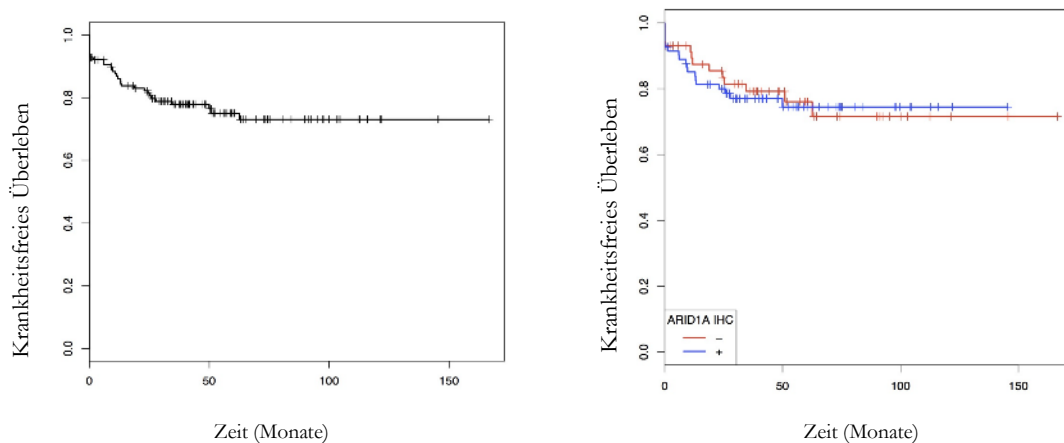 Krankheitsfreies Überleben
1.0
0.8
0.6
0.4
0.2
0.0
0 50 100 150
Zeit (Monate)
Krankheitsfreies Überleben
1.0
0.8
0.6
0.4
0.2
0.0
ARID1A IHC
−
+
0 50 100 150
Zeit (Monate)